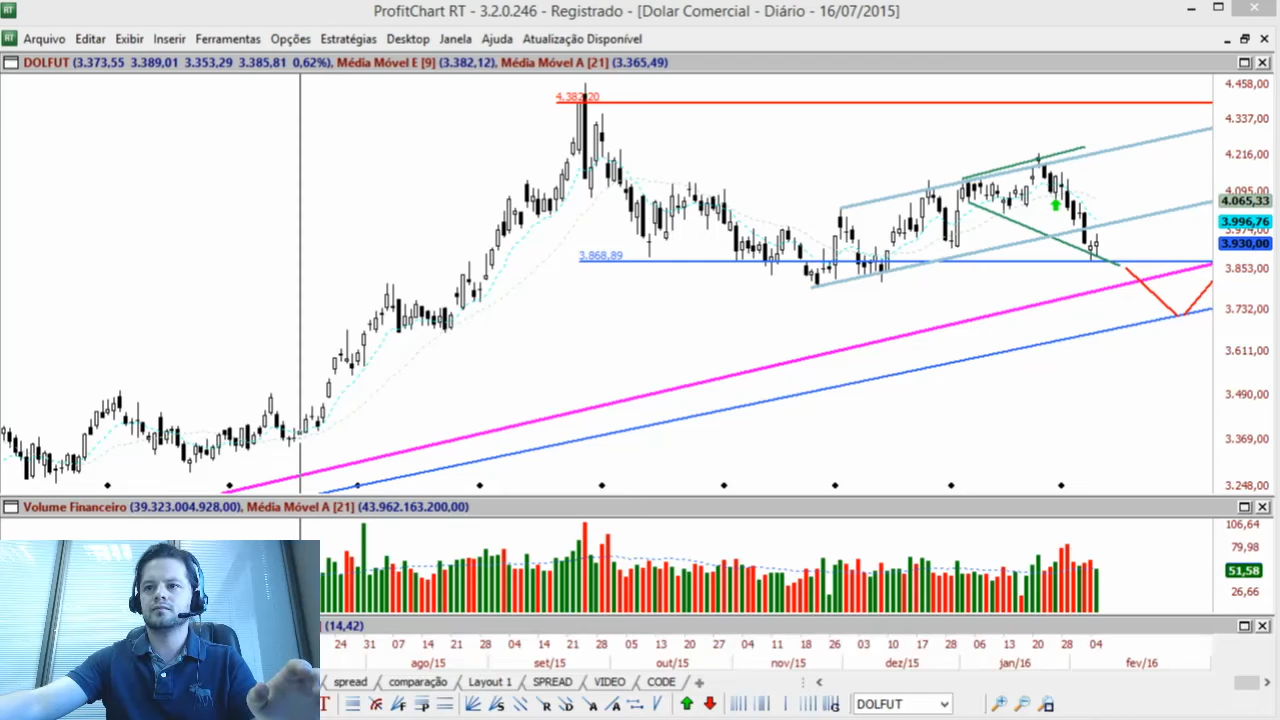 RT ProfitChart RT - 3.2.0.246 - Registrado - [Dolar Comercial - Diário - 16/07/2015]
RT Arquivo Editar Exibir Inserir Ferramentas Opções Estratégias Desktop Janela Ajuda Atualização Disponível
DOLFUT (3.373,55 3.389,01 3.353,29 3.385,81 0,62%), Média Móvel E [9] (3.382,12), Média Móvel A [21] (3.365,49)
4.458,00
4.382,20
4.337,00
4.216,00
4.095,00
4.065,33
3.996,76
3.974,00
3.930,00
3.868,89
3.853,00
3.732,00
3.611,00
3.490,00
3.369,00
3.248,00
Volume Financeiro (39.323.004.928,00), Média Móvel A [21] (43.962.163.200,00)
106,64
79,98
51,58
26,66
(14,42)
24 31 07 14 21 28 08 14 21 28 05 13 20 27 04 11 18 25 03 10 17 28 06 13 20 28 04
ago/15 set/15 out/15 nov/15 dez/15 jan/16 fev/16
spread comparação Layout 1 SPREAD VIDEO CODE
DOLFUT